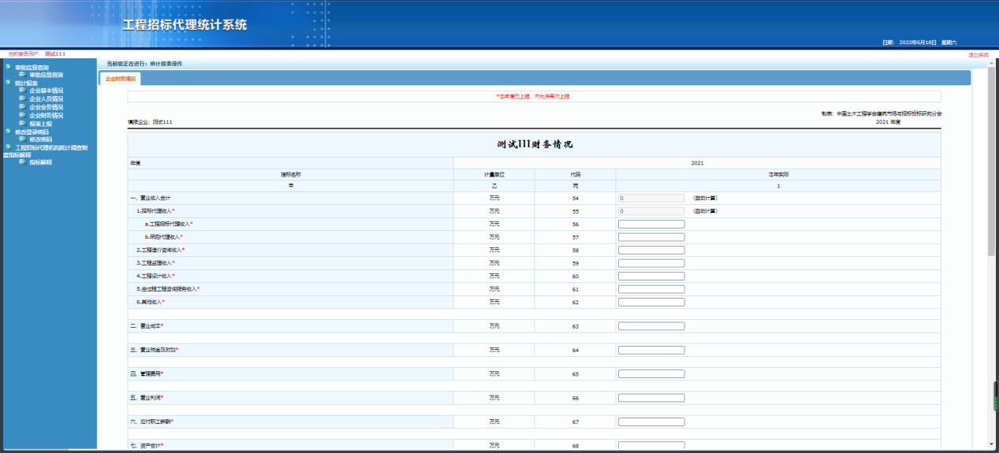 工程招标代理统计系统
日期: 2022年6月18日 星期六
当前登录用户: 测试111
退出系统
审批信息查询
审批信息查询
统计报表
企业基本情况
企业人员情况
企业业务情况
企业财务情况
报表上报
修改登录密码
修改密码
工程招标代理机构统计调查制
度指标解释
指标解释
当前您正在进行: 统计报表操作
企业财务情况
*本年度已上报, 不允许再次上报
制表: 中国土木工程学会建筑市场与招标投标研究分会
填报企业: 测试111
2021 年度
测试111财务情况
年度 2021
指标名称 计量单位 代码 本年实际
甲 乙 丙 1
一、营业收入合计 万元 54 0 (自动计算)
1.招标代理收入* 万元 55 0 (自动计算)
a.工程招标代理收入* 万元 56
b.采购代理收入* 万元 57
2.工程造价咨询收入* 万元 58
3.工程监理收入* 万元 59
4.工程设计收入* 万元 60
5.全过程工程咨询服务收入* 万元 61
6.其他收入* 万元 62
二、营业成本* 万元 63
三、营业税金及附加* 万元 64
四、管理费用* 万元 65
五、营业利润* 万元 66
六、应付职工薪酬* 万元 67
七、资产合计* 万元 68